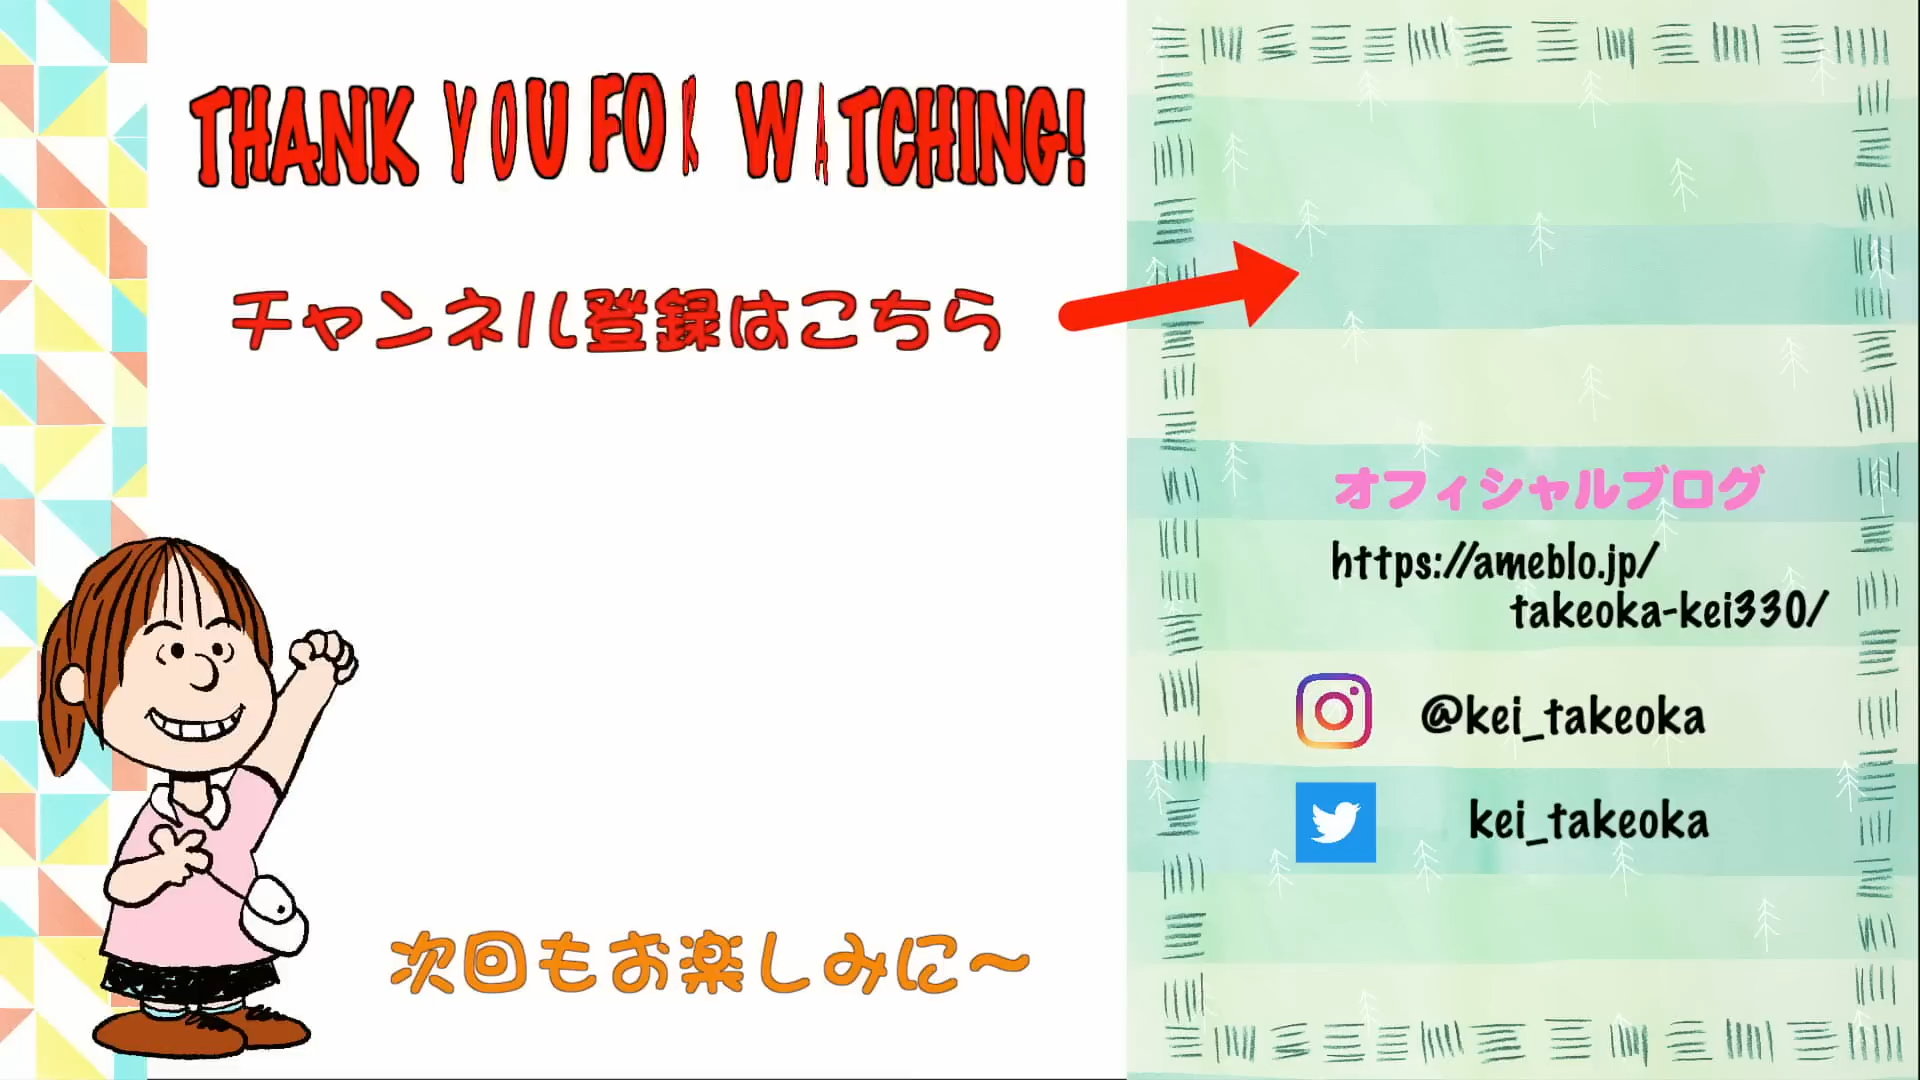 THANK YOU FOR WATCHING!
チャンネル登録はこちら
オフィシャルブログ
https://ameblo.jp/
takeoka-kei330/
@kei_takeoka
kei_takeoka
次回もお楽しみに〜